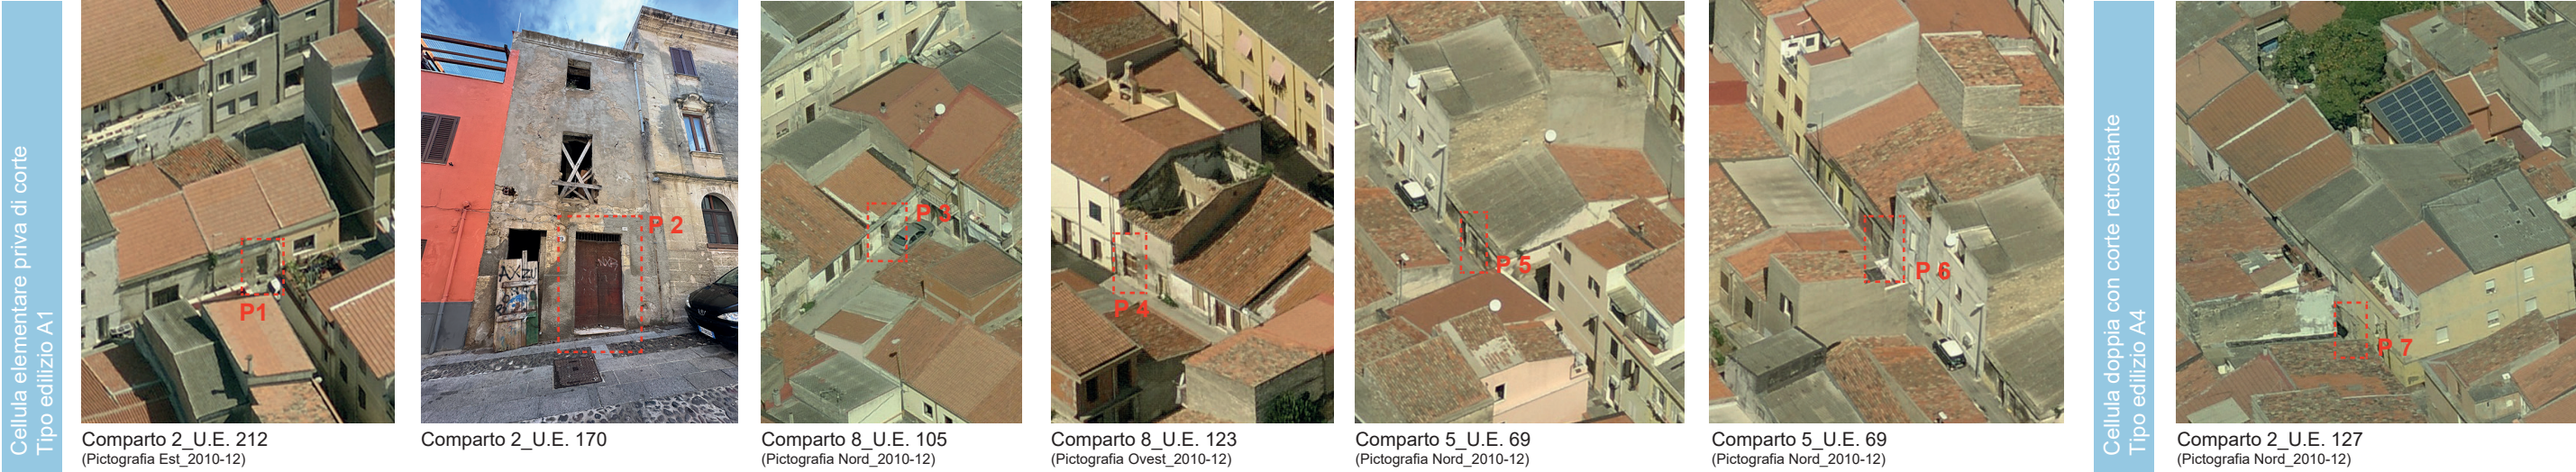 Cellula elementare priva di corte
Tipo edilizio A1
P1
Comparto 2_U.E. 212
(Pictografia Est_2010-12)
AXZU
P 2
Comparto 2_U.E. 170
P 3
Comparto 8_U.E. 105
(Pictografia Nord_2010-12)
P 4
Comparto 8_U.E. 123
(Pictografia Ovest_2010-12)
P 5
Comparto 5_U.E. 69
(Pictografia Nord_2010-12)
P 6
Comparto 5_U.E. 69
(Pictografia Nord_2010-12)
Cellula doppia con corte retrostante
Tipo edilizio A4
P 7
Comparto 2_U.E. 127
(Pictografia Nord_2010-12)